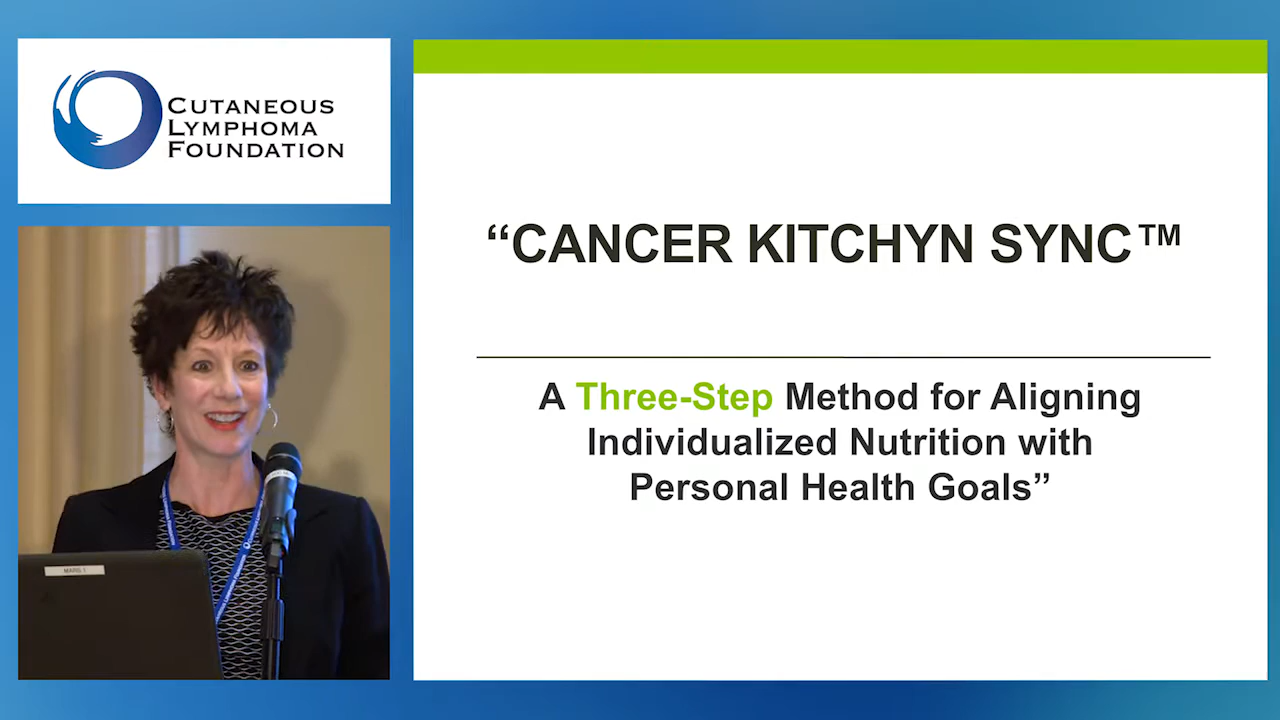 CUTANEOUS
LYMPHOMA
FOUNDATION
“CANCER KITCHYN SYNC™
A Three-Step Method for Aligning
Individualized Nutrition with
Personal Health Goals”